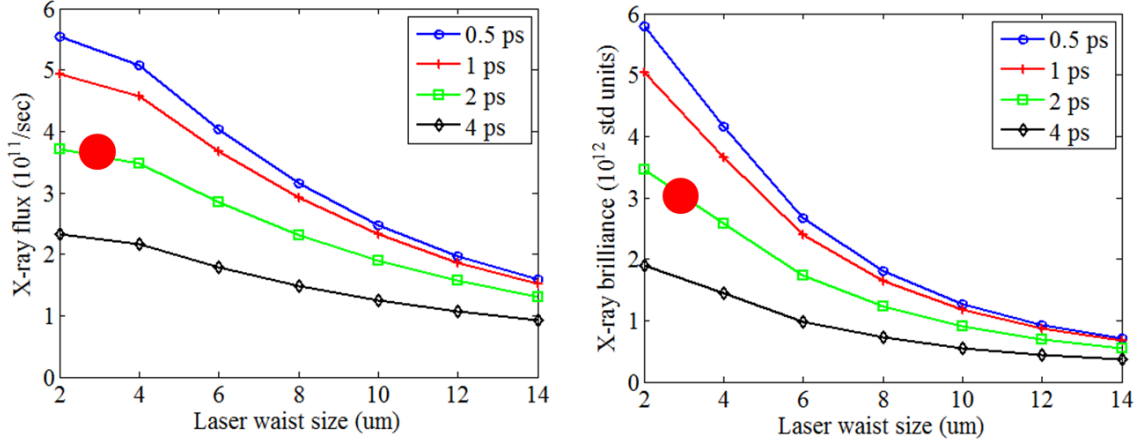 6
5
4
3
2
1
0
2 4 6 8 10 12 14
X-ray flux (10^11/sec)
Laser waist size (um)
0.5 ps
1 ps
2 ps
4 ps
6
5
4
3
2
1
0
2 4 6 8 10 12 14
X-ray brilliance (10^12 std units)
Laser waist size (um)
0.5 ps
1 ps
2 ps
4 ps